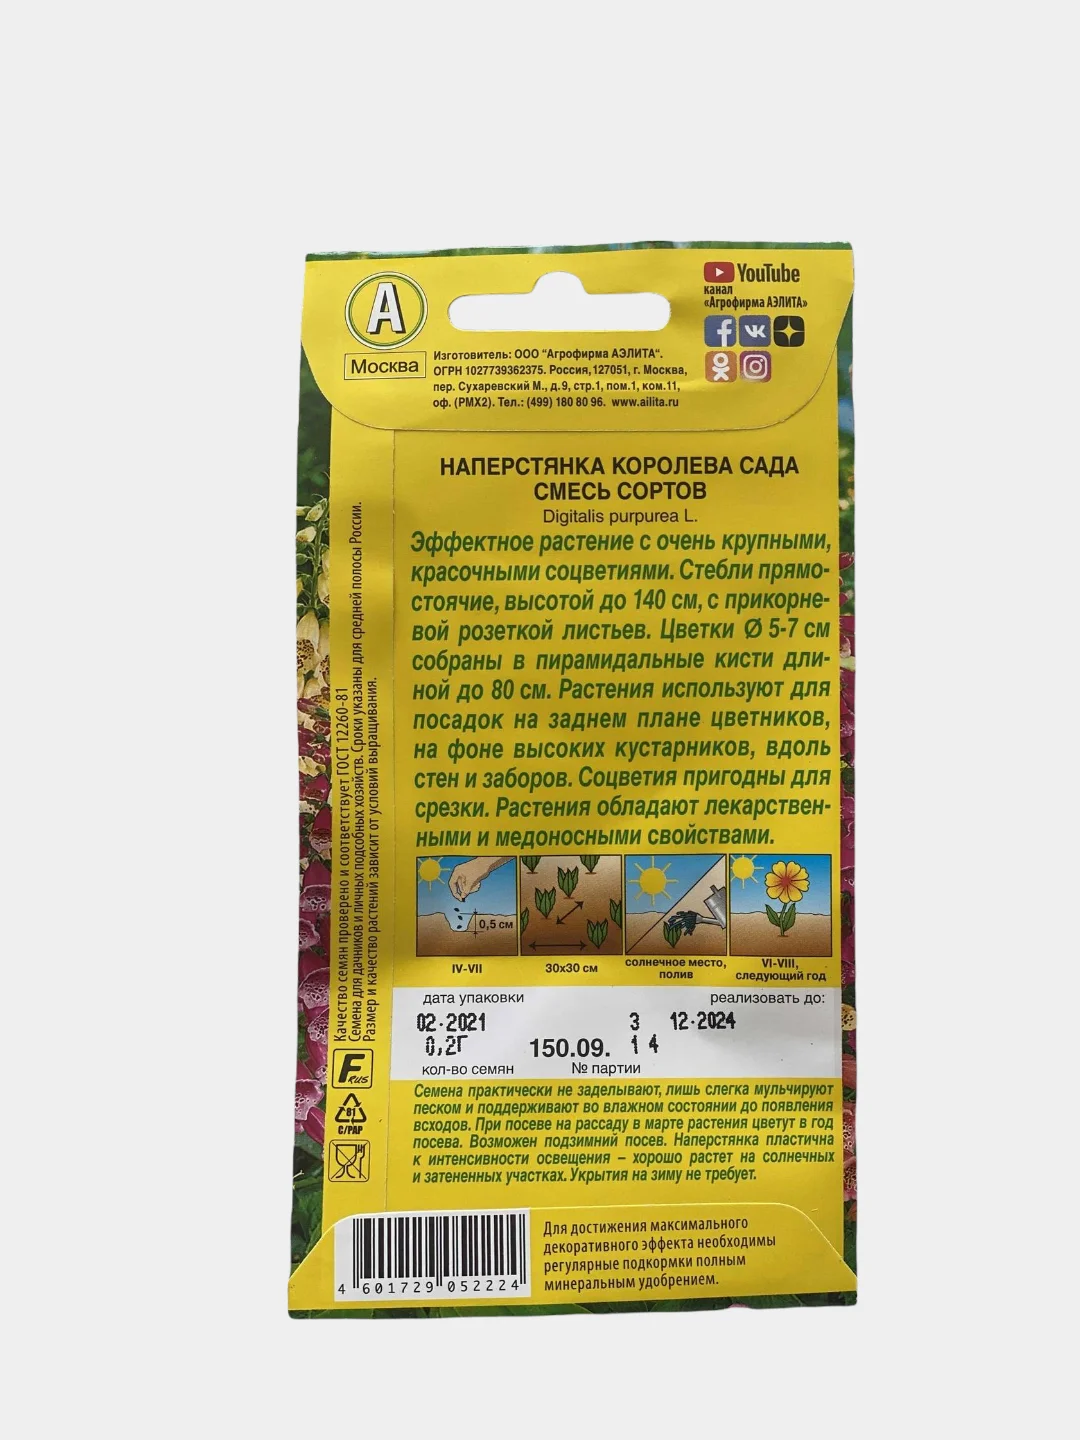 А
Москва
Изготовитель: ООО "Агрофирма АЭЛИТА".
ОГРН 1027739362375. Россия,127051, г. Москва,
пер. Сухаревский М., д.9, стр.1, пом.1, ком.11,
оф. (РМХ2). Тел.: (499) 180 80 96. www.ailita.ru
YouTube
канал
«Агрофирма АЭЛИТА»
НАПЕРСТЯНКА КОРОЛЕВА САДА
СМЕСЬ СОРТОВ
Digitalis purpurea L.
Эффектное растение с очень крупными,
красочными соцветиями. Стебли прямо-
стоячие, высотой до 140 см, с прикорне-
вой розеткой листьев. Цветки Ø 5-7 см
собраны в пирамидальные кисти дли-
ной до 80 см. Растения используют для
посадок на заднем плане цветников,
на фоне высоких кустарников, вдоль
стен и заборов. Соцветия пригодны для
срезки. Растения обладают лекарствен-
ными и медоносными свойствами.
0,5 см
IV-VII
30х30 см
солнечное место,
полив
VI-VIII,
следующий год
дата упаковки
реализовать до:
02·2021
3 12·2024
0,2Г
150.09. 14
кол-во семян
№ партии
Семена практически не заделывают, лишь слегка мульчируют
песком и поддерживают во влажном состоянии до появления
всходов. При посеве на рассаду в марте растения цветут в год
посева. Возможен подзимний посев. Наперстянка пластична
к интенсивности освещения – хорошо растет на солнечных
и затененных участках. Укрытия на зиму не требует.
Качество семян проверено и соответствует ГОСТ 12260-81
Семена для дачников и личных подсобных хозяйств. Сроки указаны для средней полосы России.
Размер и качество растений зависит от условий выращивания.
F RUS
81
C/PAP
4 601729 052224
Для достижения максимального
декоративного эффекта необходимы
регулярные подкормки полным
минеральным удобрением.